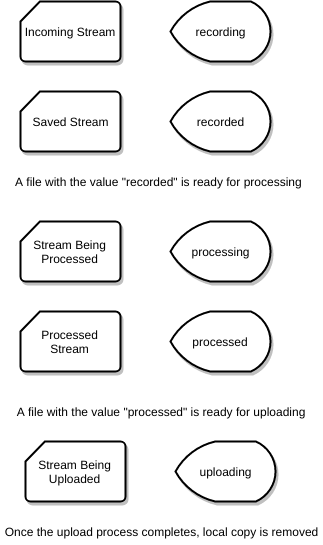 Incoming Stream
recording
Saved Stream
recorded
A file with the value "recorded" is ready for processing
Stream Being
Processed
processing
Processed
Stream
processed
A file with the value "processed" is ready for uploading
Stream Being
Uploaded
uploading
Once the upload process completes, local copy is removed